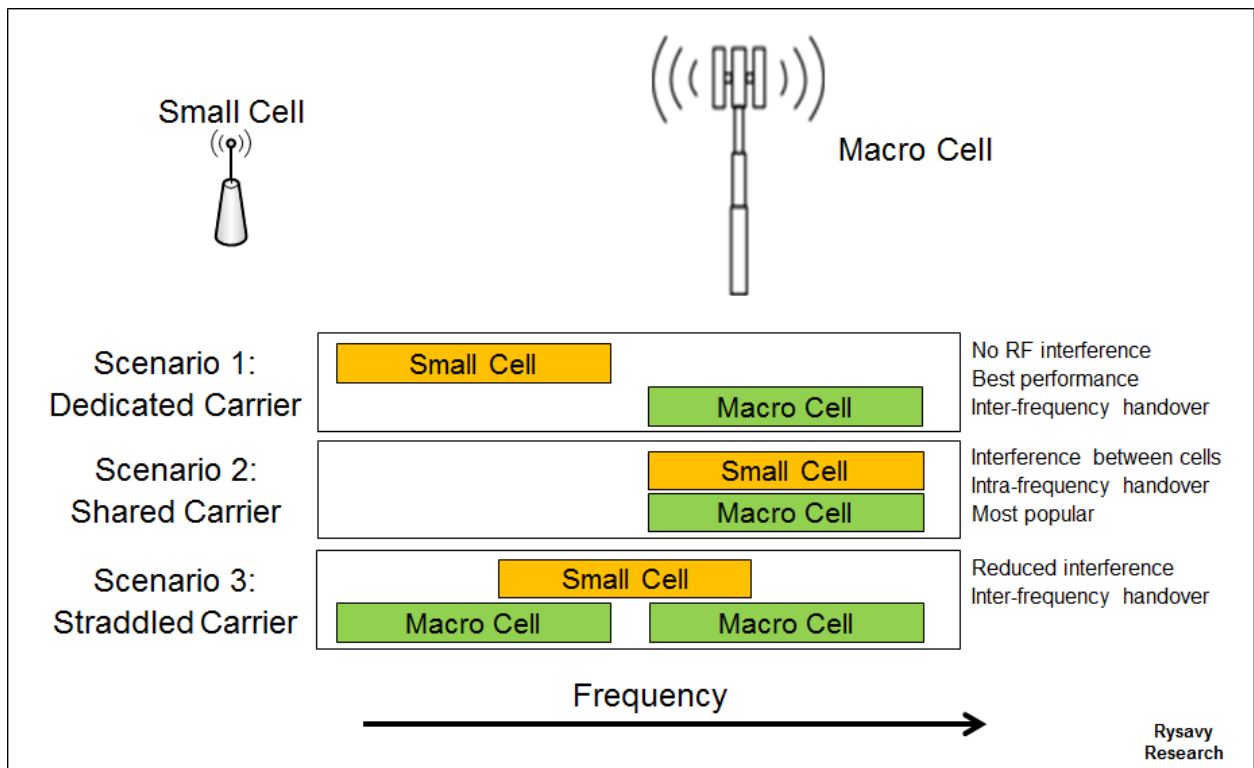 Small Cell
Macro Cell
Scenario 1:
Dedicated Carrier
Small Cell
Macro Cell
No RF interference
Best performance
Inter-frequency handover
Scenario 2:
Shared Carrier
Small Cell
Macro Cell
Interference between cells
Intra-frequency handover
Most popular
Scenario 3:
Straddled Carrier
Small Cell
Macro Cell
Macro Cell
Reduced interference
Inter-frequency handover
Frequency
Rysavy
Research